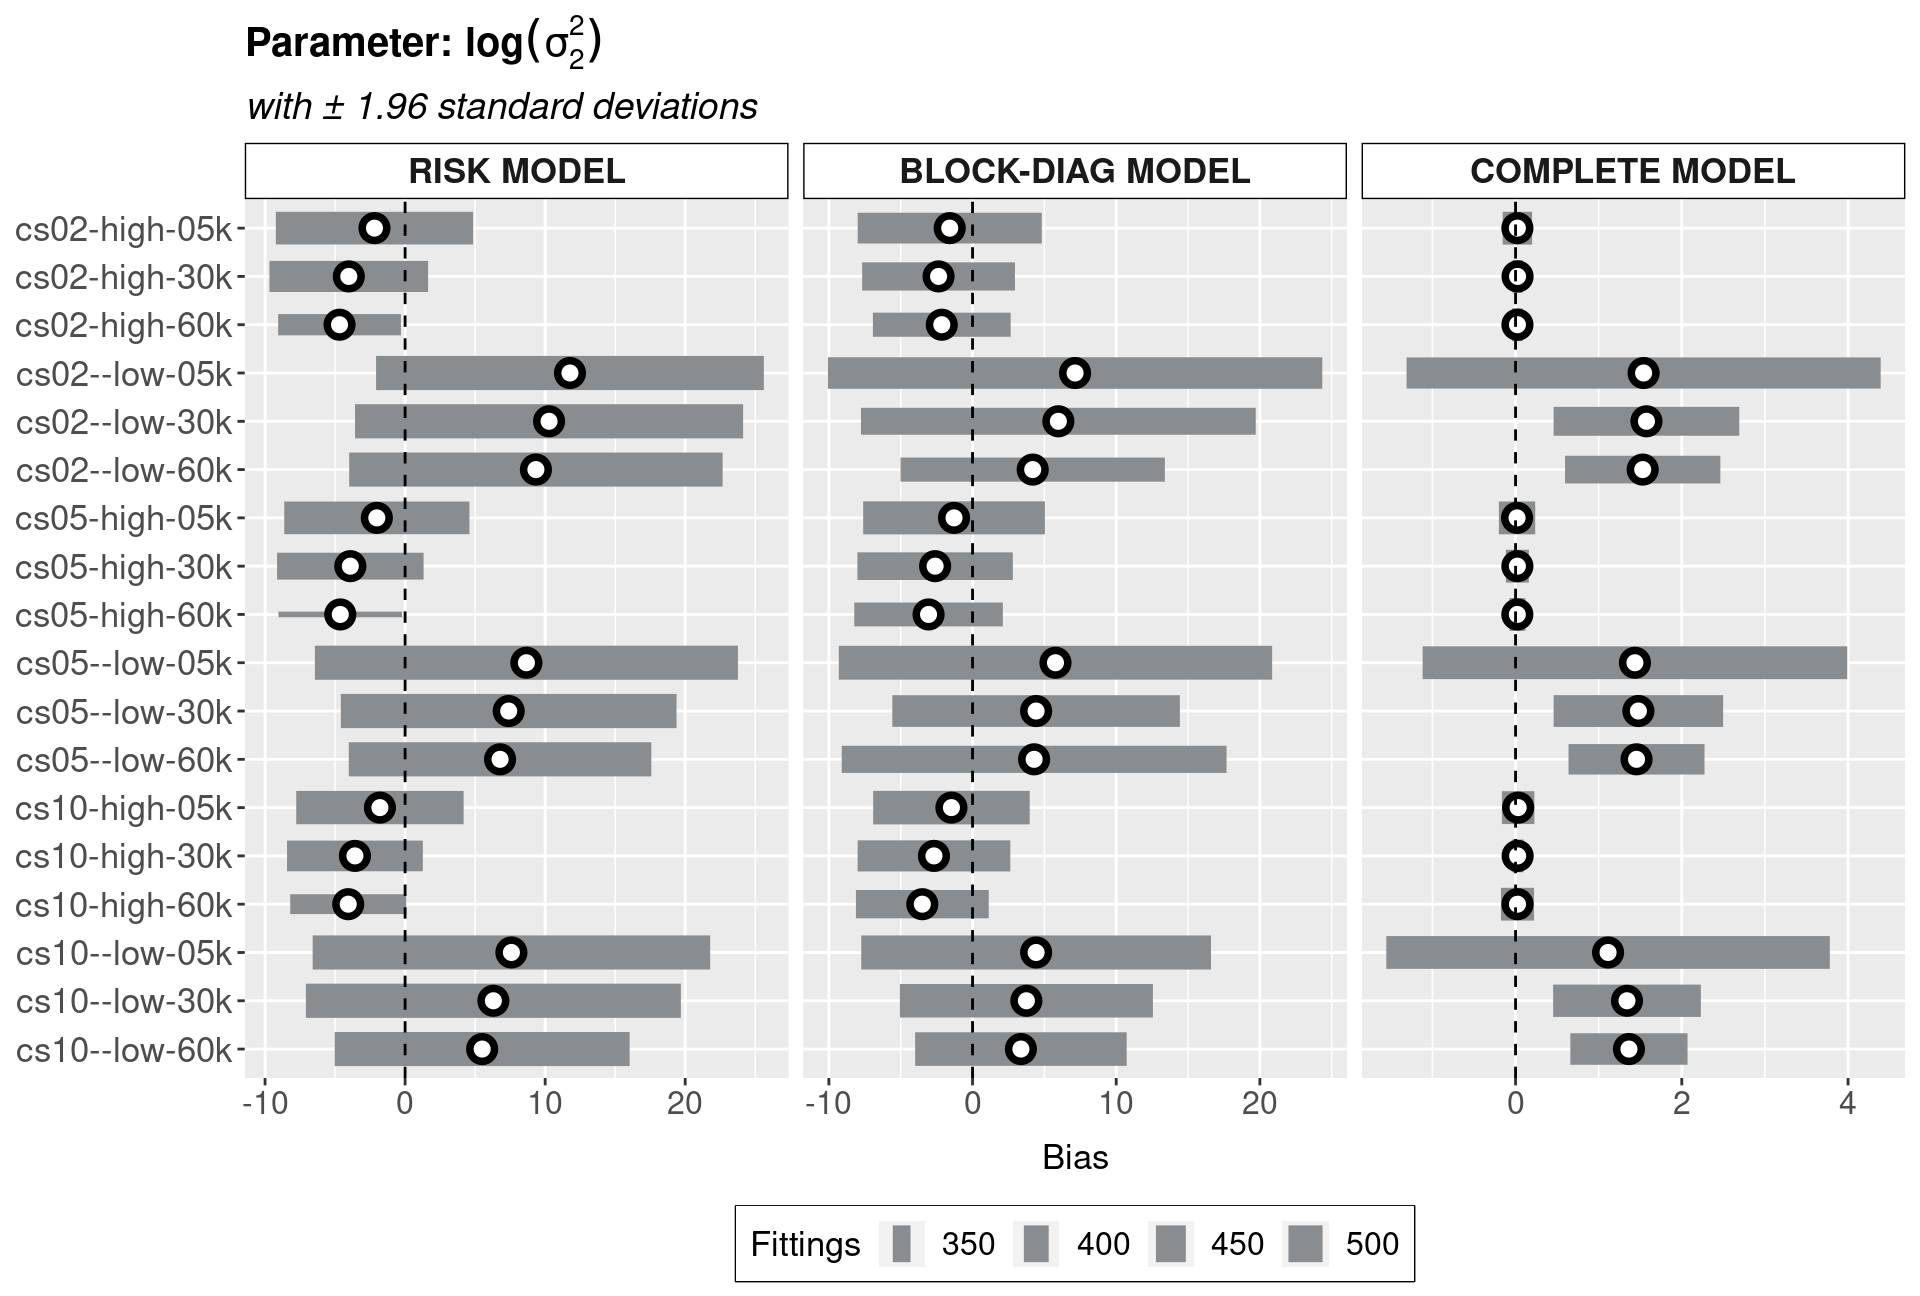 Parameter: log(σ₂²)
with ± 1.96 standard deviations
RISK MODEL BLOCK-DIAG MODEL COMPLETE MODEL
cs02-high-05k
cs02-high-30k
cs02-high-60k
cs02--low-05k
cs02--low-30k
cs02--low-60k
cs05-high-05k
cs05-high-30k
cs05-high-60k
cs05--low-05k
cs05--low-30k
cs05--low-60k
cs10-high-05k
cs10-high-30k
cs10-high-60k
cs10--low-05k
cs10--low-30k
cs10--low-60k
-10 0 10 20 -10 0 10 20 0 2 4
Bias
Fittings 350 400 450 500